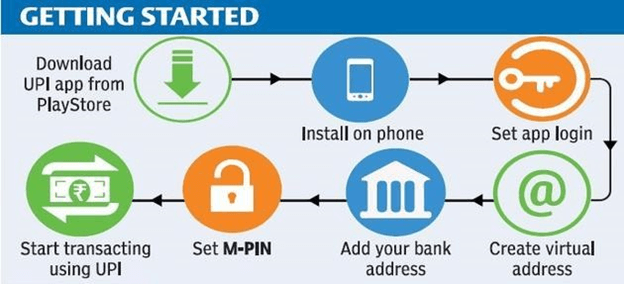 GETTING STARTED
Download
UPI app from
PlayStore
Install on phone
Set app login
@
Create virtual
address
Add your bank
address
Set M-PIN
₹
Start transacting
using UPI